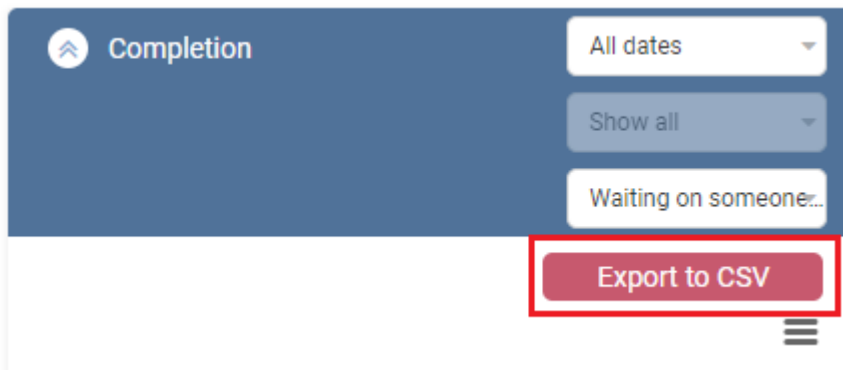 Completion
All dates
Show all
Waiting on someone...
Export to CSV